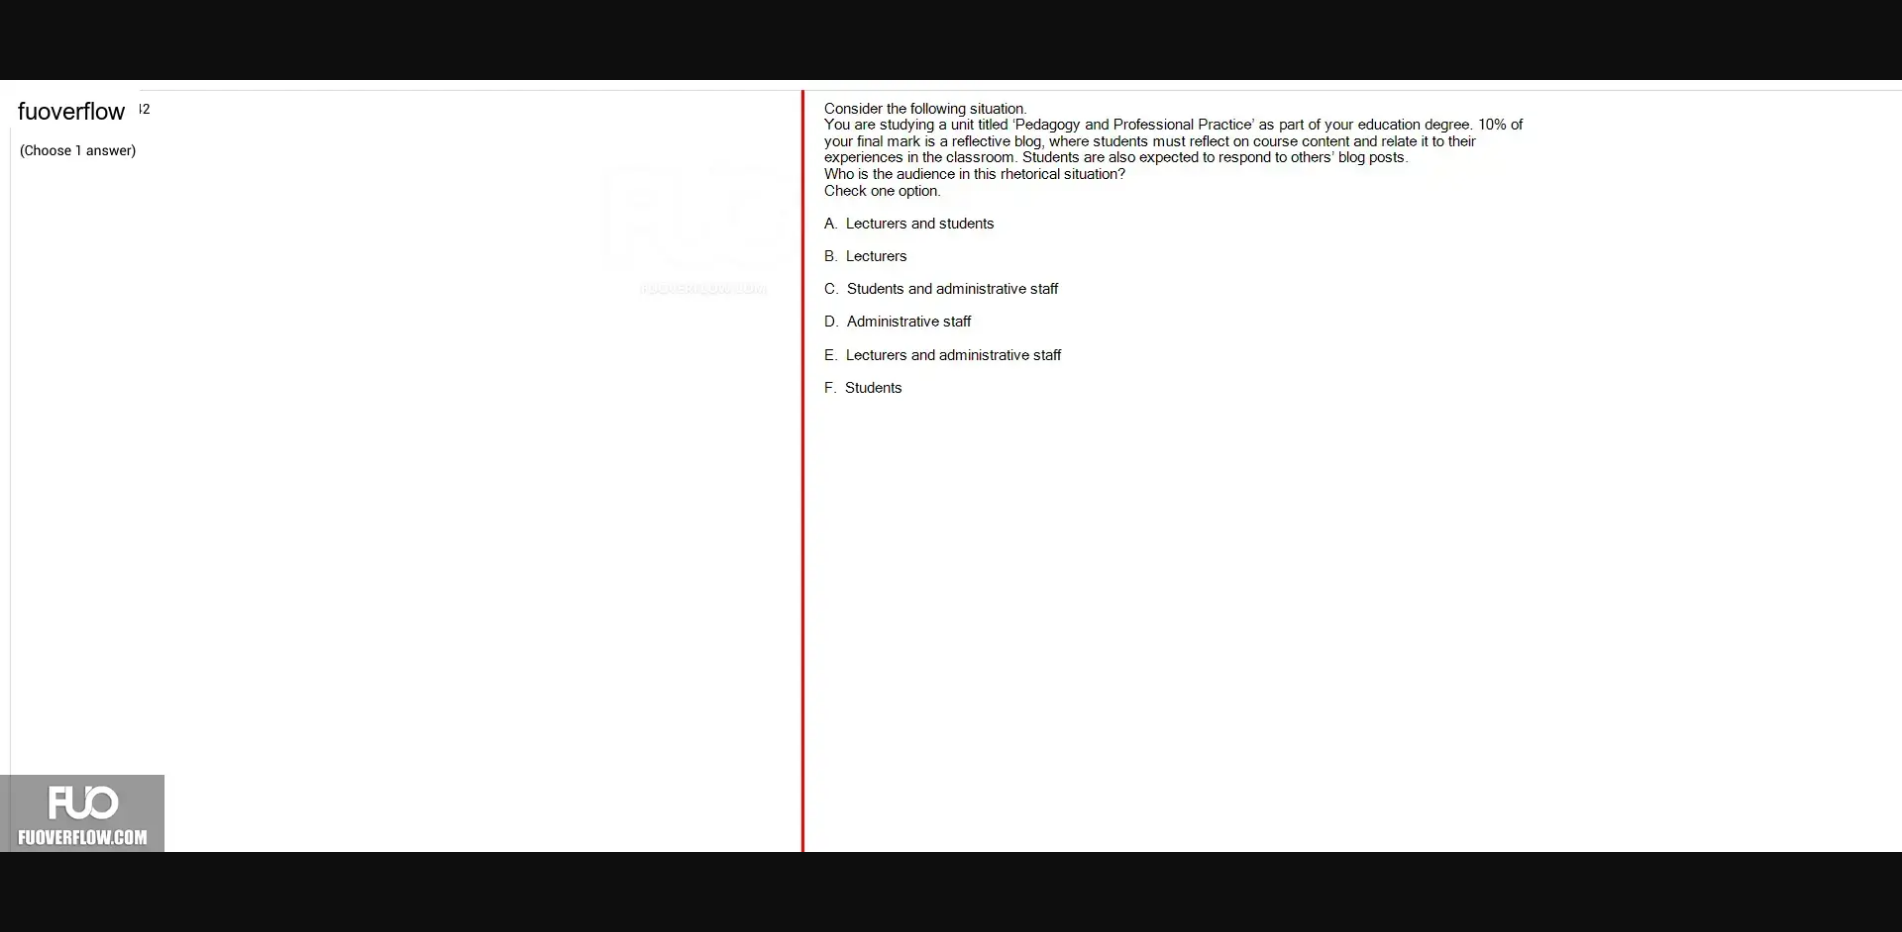 fuoverflow
12
(Choose 1 answer)
Consider the following situation.
You are studying a unit titled ‘Pedagogy and Professional Practice’ as part of your education degree. 10% of
your final mark is a reflective blog, where students must reflect on course content and relate it to their
experiences in the classroom. Students are also expected to respond to others’ blog posts.
Who is the audience in this rhetorical situation?
Check one option.
A. Lecturers and students
B. Lecturers
C. Students and administrative staff
D. Administrative staff
E. Lecturers and administrative staff
F. Students
FUOVERFLOW.COM
FUO
FUOVERFLOW.COM